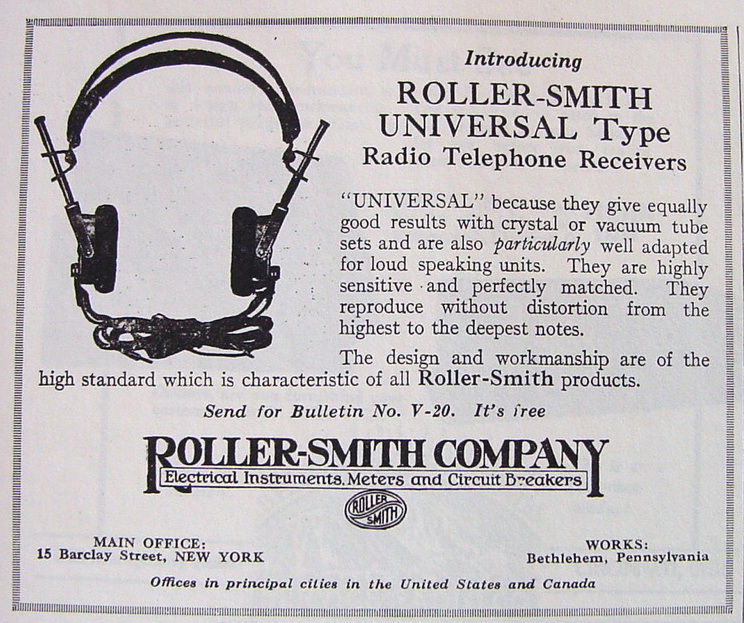 Introducing
ROLLER-SMITH
UNIVERSAL Type
Radio Telephone Receivers
"UNIVERSAL" because they give equally
good results with crystal or vacuum tube
sets and are also particularly well adapted
for loud speaking units. They are highly
sensitive and perfectly matched. They
reproduce without distortion from the
highest to the deepest notes.
The design and workmanship are of the
high standard which is characteristic of all Roller-Smith products.
Send for Bulletin No. V-20. It's free
ROLLER-SMITH COMPANY
Electrical Instruments, Meters and Circuit Breakers
ROLLER
SMITH
MAIN OFFICE:
15 Barclay Street, NEW YORK
WORKS:
Bethlehem, Pennsylvania
Offices in principal cities in the United States and Canada